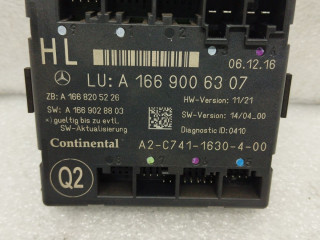 HL
06.12.16
LU: A 166 900 63 07
ZB: A 166 820 52 26
HW-Version: 11/21
SW: A 166 902 88 03
SW-Version: 14/04_00
*) gueltig bis zu evtl.
SW-Aktualisierung
Diagnostic ID: 0410
Continental
A2-C741-1630-4-00
Q2